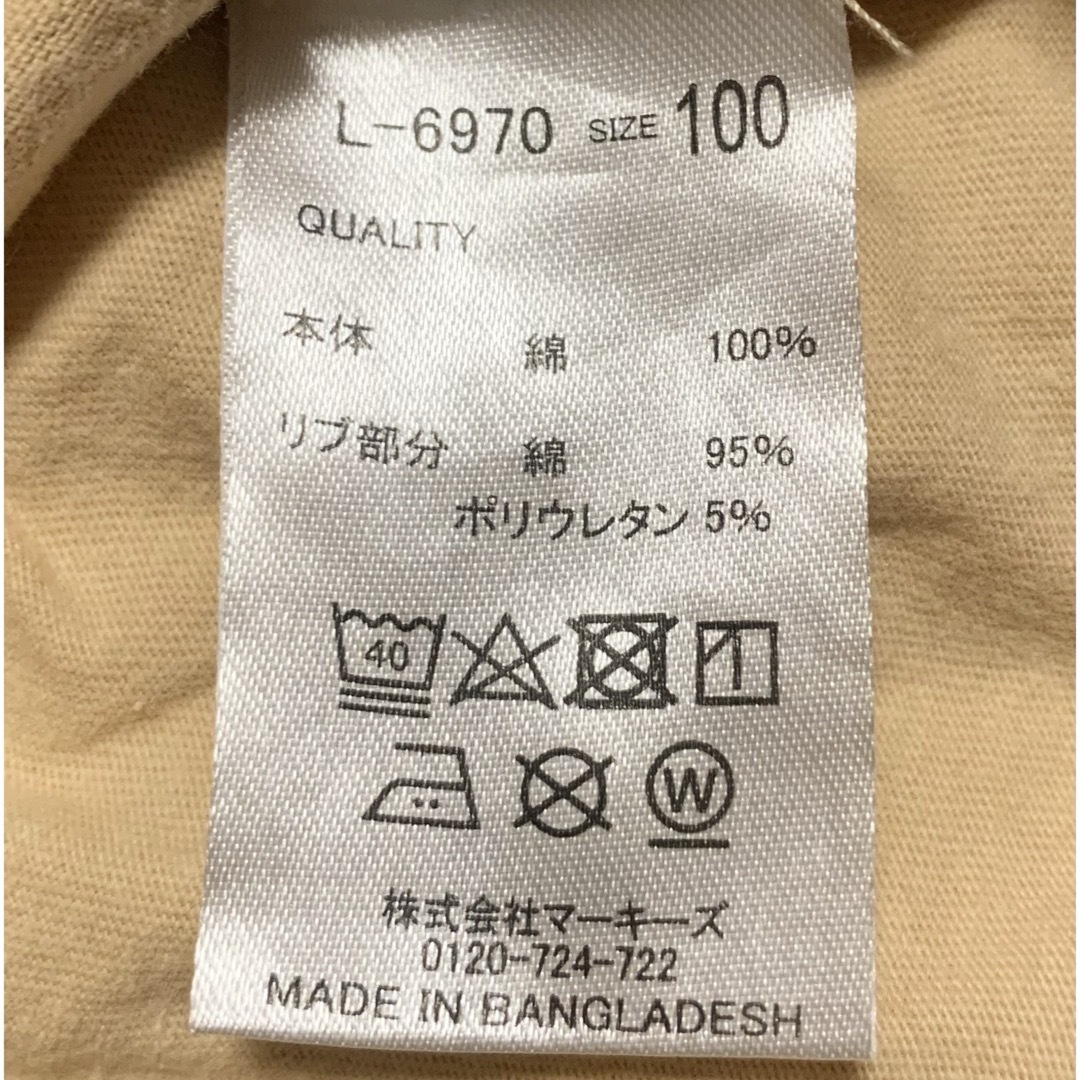 L-6970 SIZE 100
QUALITY
本体 綿 100%
リブ部分 綿 95%
ポリウレタン 5%
40
W
株式会社マーキーズ
0120-724-722
MADE IN BANGLADESH